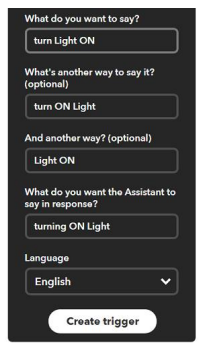 What do you want to say?
turn Light ON
What's another way to say it?
(optional)
turn ON Light
And another way? (optional)
Light ON
What do you want the Assistant to
say in response?
turning ON Light
Language
English
Create trigger